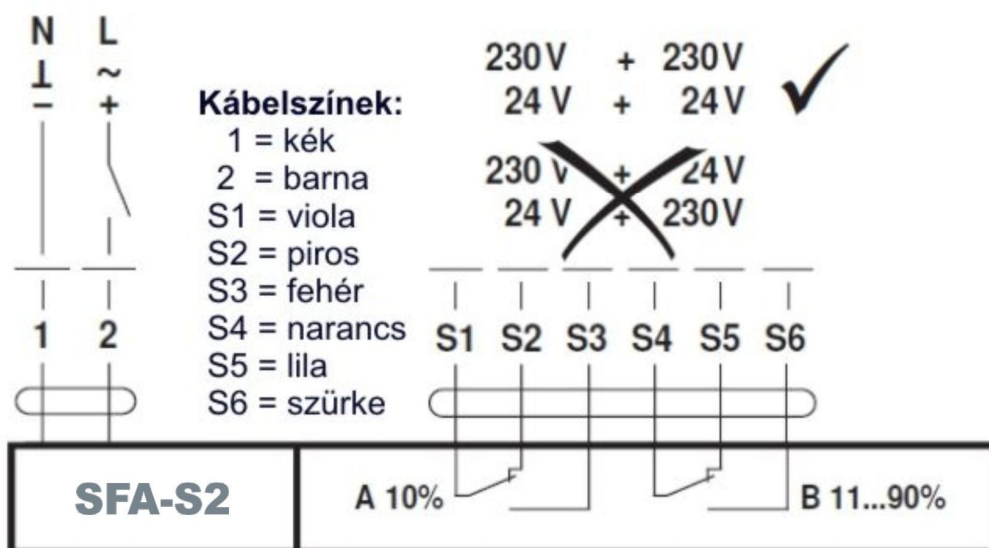 N L
⊥ ~
− +
Kábelszínek:
1 = kék
2 = barna
S1 = viola
S2 = piros
S3 = fehér
S4 = narancs
S5 = lila
S6 = szürke
230 V + 230 V
24 V + 24 V
230 V + 24 V
24 V + 230 V
1 2
S1 S2 S3 S4 S5 S6
SFA-S2
A 10%
B 11...90%